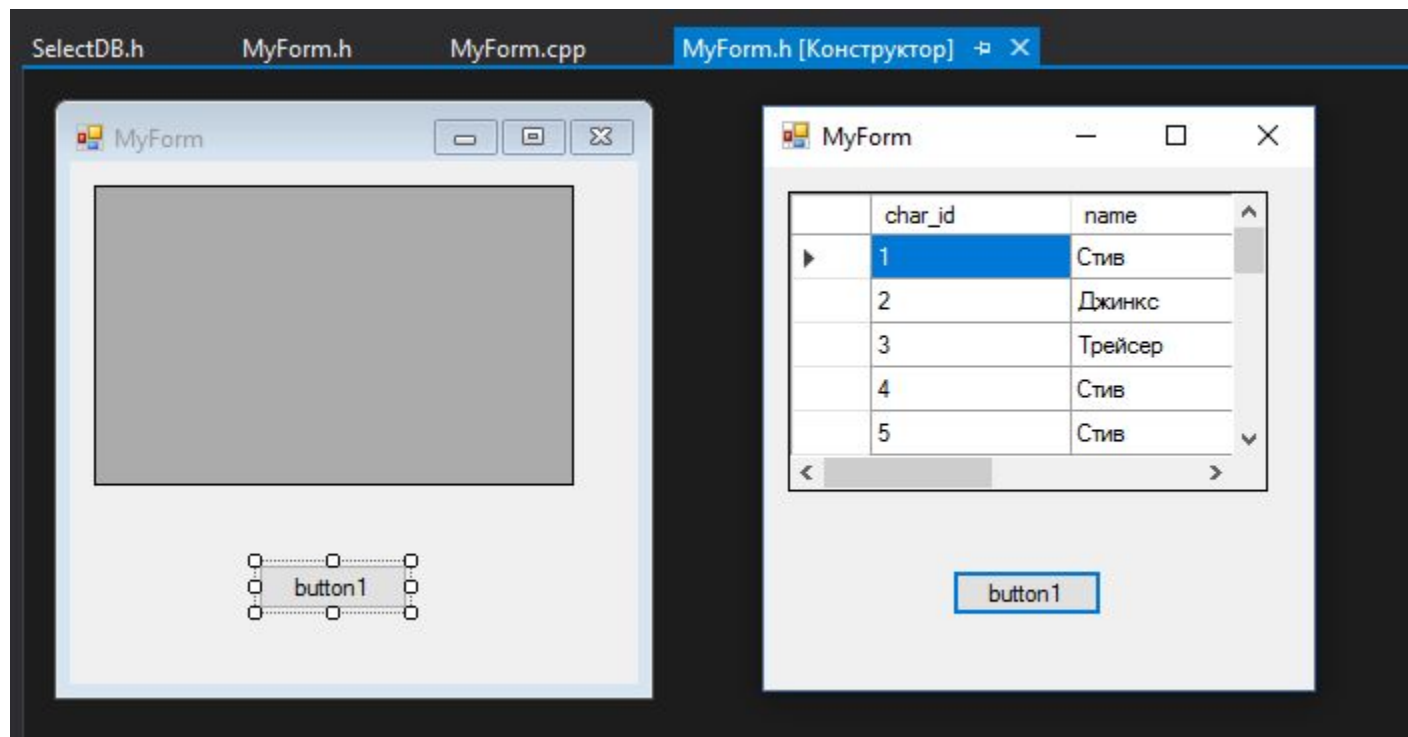 SelectDB.h MyForm.h MyForm.cpp MyForm.h [Конструктор]
MyForm
button1
MyForm
char_id name
1 Стив
2 Джинкс
3 Трейсер
4 Стив
5 Стив
button1